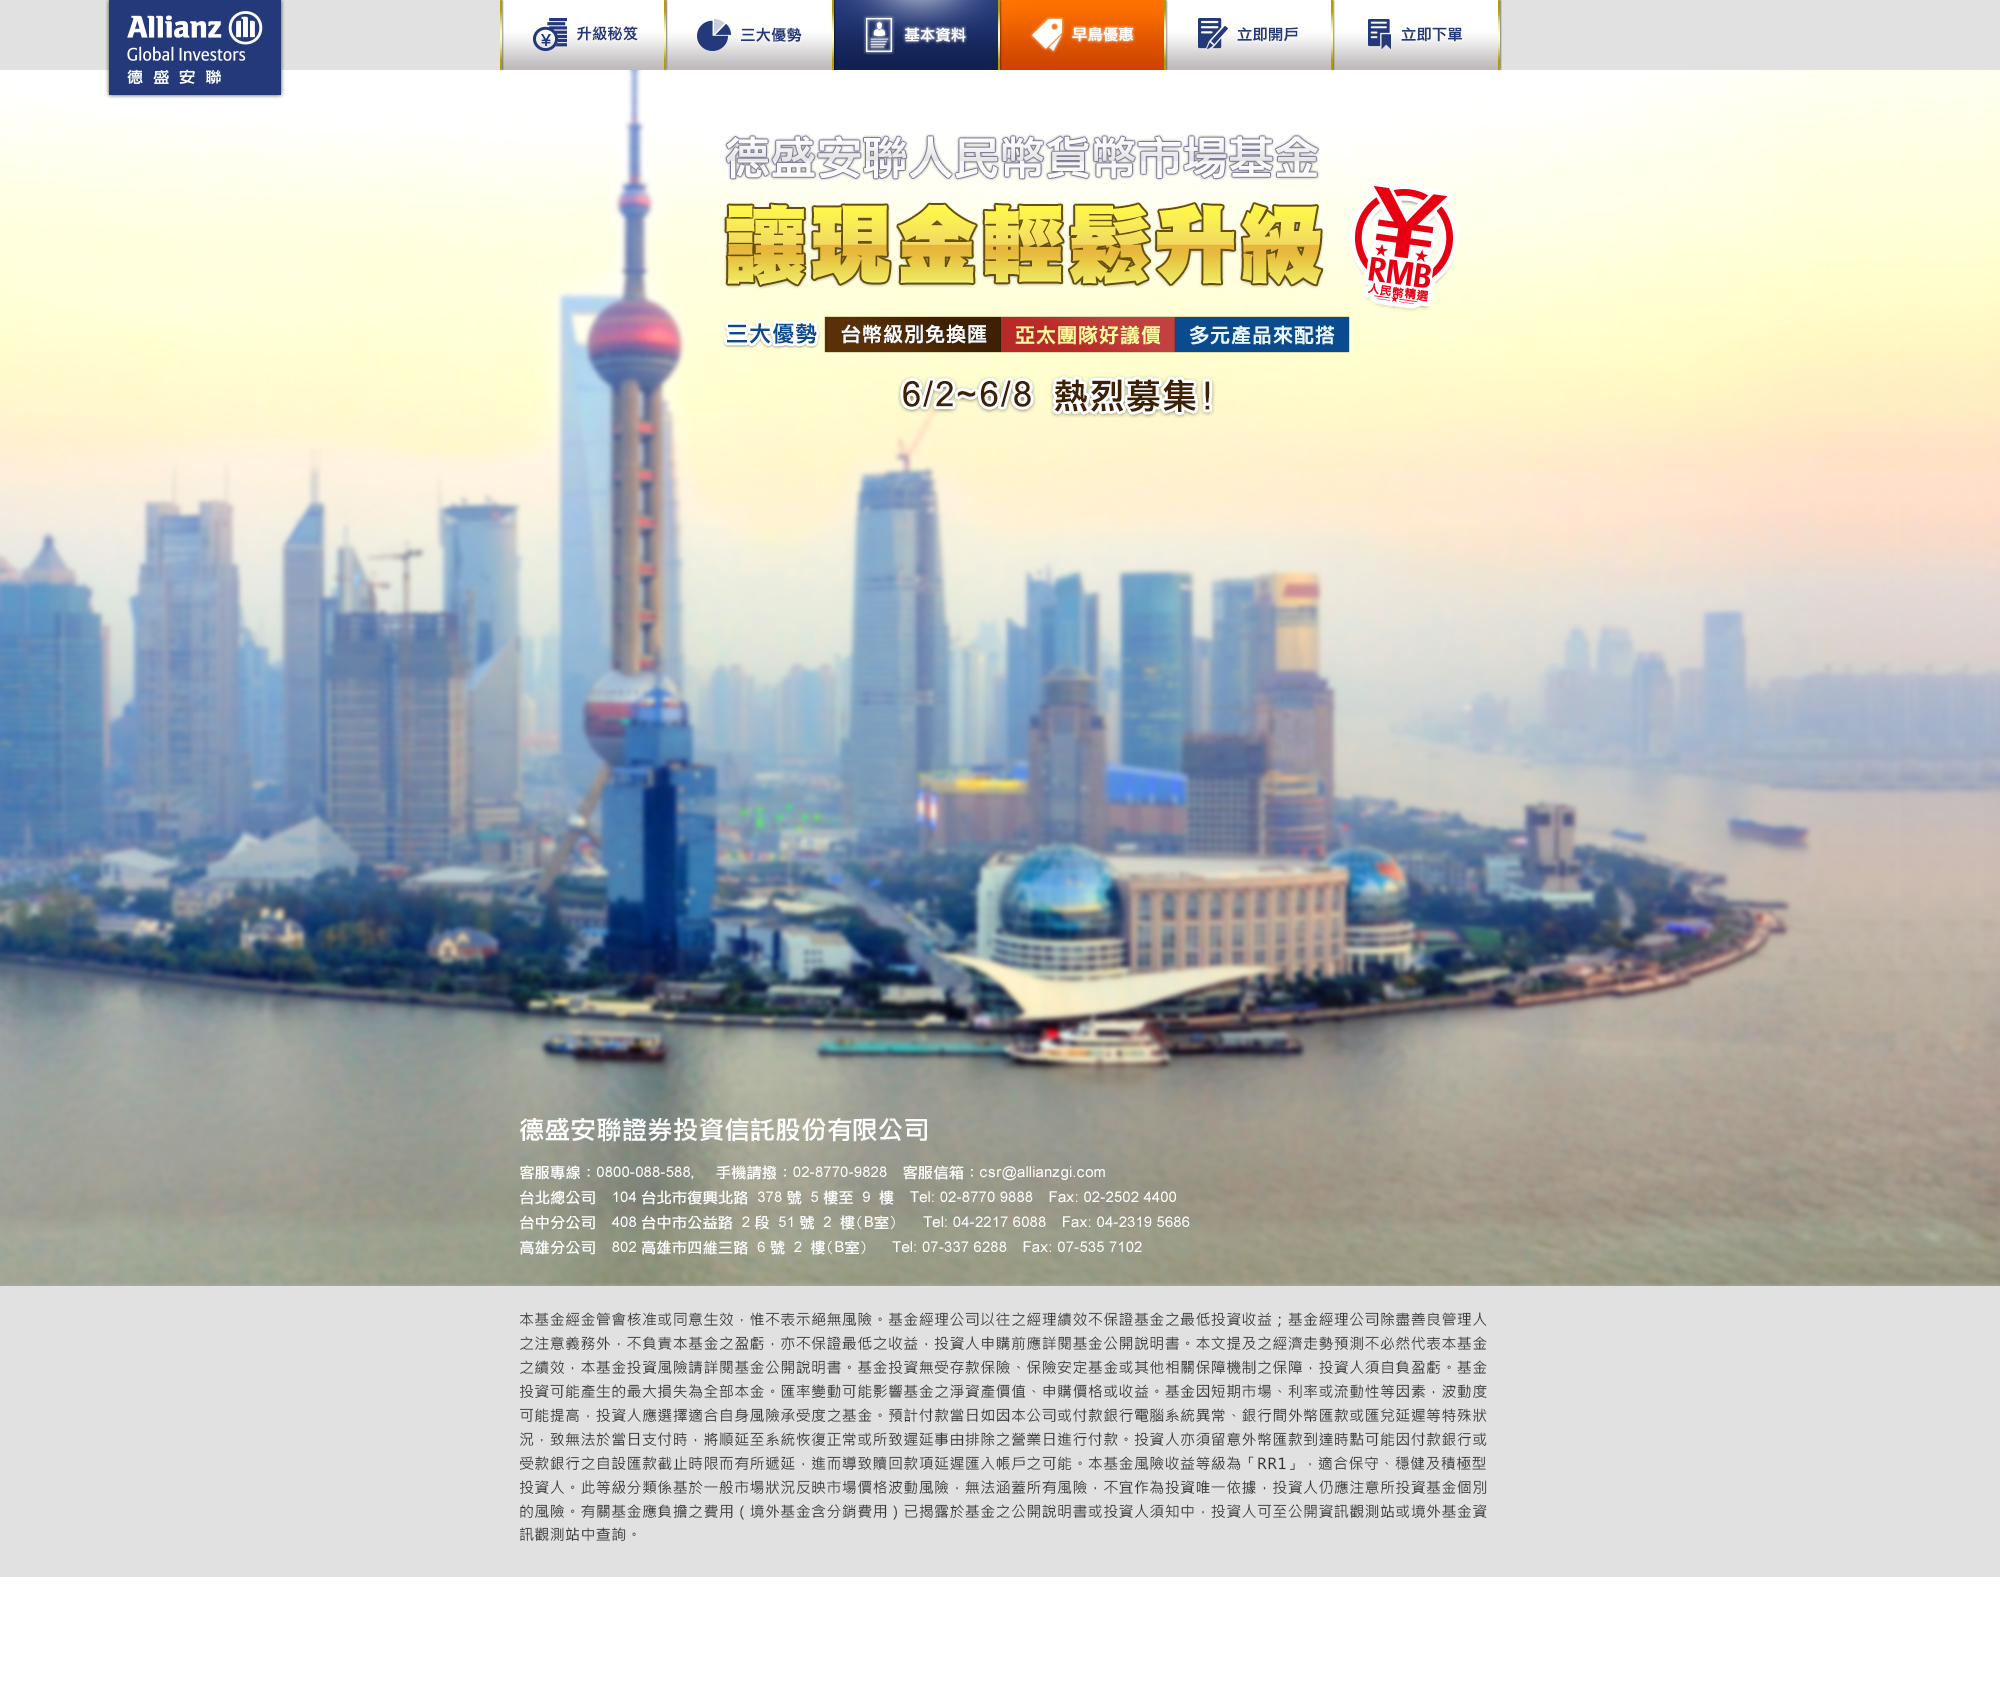 Allianz
Global Investors
德盛安聯
升級秘笈
三大優勢
基本資料
早鳥優惠
立即開戶
立即下單
德盛安聯人民幣貨幣市場基金
讓現金輕鬆升級
¥
RMB
人民幣精選
三大優勢 台幣級別免換匯 亞太團隊好議價 多元產品來配搭
6/2~6/8 熱烈募集!
德盛安聯證券投資信託股份有限公司
客服專線：0800-088-588, 手機請撥：02-8770-9828 客服信箱：csr@allianzgi.com
台北總公司 104 台北市復興北路 378 號 5 樓至 9 樓 Tel: 02-8770 9888 Fax: 02-2502 4400
台中分公司 408 台中市公益路 2 段 51 號 2 樓(B室) Tel: 04-2217 6088 Fax: 04-2319 5686
高雄分公司 802 高雄市四維三路 6 號 2 樓(B室) Tel: 07-337 6288 Fax: 07-535 7102
本基金經金管會核准或同意生效，惟不表示絕無風險。基金經理公司以往之經理績效不保證基金之最低投資收益；基金經理公司除盡善良管理人
之注意義務外，不負責本基金之盈虧，亦不保證最低之收益，投資人申購前應詳閱基金公開說明書。本文提及之經濟走勢預測不必然代表本基金
之績效，本基金投資風險請詳閱基金公開說明書。基金投資無受存款保險、保險安定基金或其他相關保障機制之保障，投資人須自負盈虧。基金
投資可能產生的最大損失為全部本金。匯率變動可能影響基金之淨資產價值、申購價格或收益。基金因短期市場、利率或流動性等因素，波動度
可能提高，投資人應選擇適合自身風險承受度之基金。預計付款當日如因本公司或付款銀行電腦系統異常、銀行間外幣匯款或匯兌延遲等特殊狀
況，致無法於當日支付時，將順延至系統恢復正常或所致遲延事由排除之營業日進行付款。投資人亦須留意外幣匯款到達時點可能因付款銀行或
受款銀行之自設匯款截止時限而有所遞延，進而導致贖回款項延遲匯入帳戶之可能。本基金風險收益等級為「RR1」，適合保守、穩健及積極型
投資人。此等級分類係基於一般市場狀況反映市場價格波動風險，無法涵蓋所有風險，不宜作為投資唯一依據，投資人仍應注意所投資基金個別
的風險。有關基金應負擔之費用（境外基金含分銷費用）已揭露於基金之公開說明書或投資人須知中，投資人可至公開資訊觀測站或境外基金資
訊觀測站中查詢。